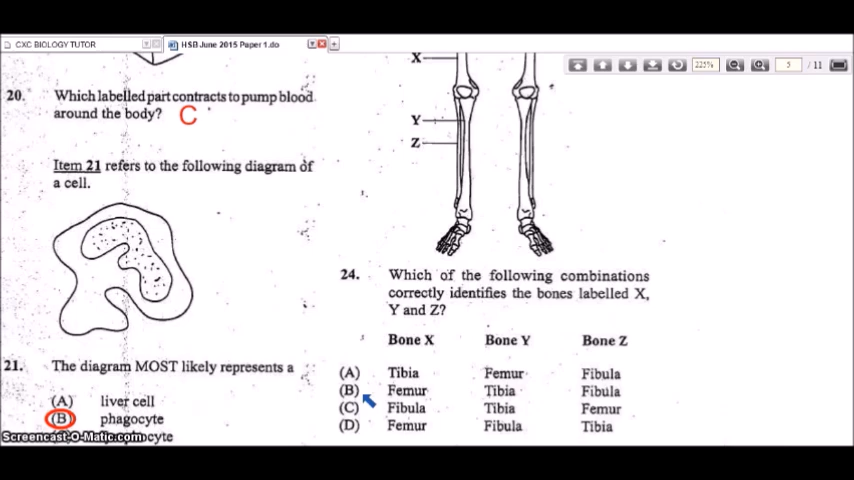 CXC BIOLOGY TUTOR
HSB June 2015 Paper 1.do
225%
5 / 11
20. Which labelled part contracts to pump blood
around the body? C
Item 21 refers to the following diagram of
a cell.
21. The diagram MOST likely represents a
(A) liver cell
(B) phagocyte
Screencast-O-Matic.com
X
Y
Z
24. Which of the following combinations
correctly identifies the bones labelled X,
Y and Z?
Bone X Bone Y Bone Z
(A) Tibia Femur Fibula
(B) Femur Tibia Fibula
(C) Fibula Tibia Femur
(D) Femur Fibula Tibia